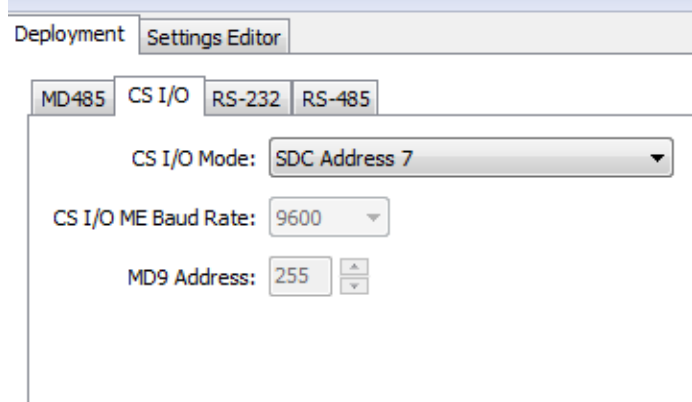 Deployment Settings Editor
MD485 CS I/O RS-232 RS-485
CS I/O Mode: SDC Address 7
CS I/O ME Baud Rate: 9600
MD9 Address: 255